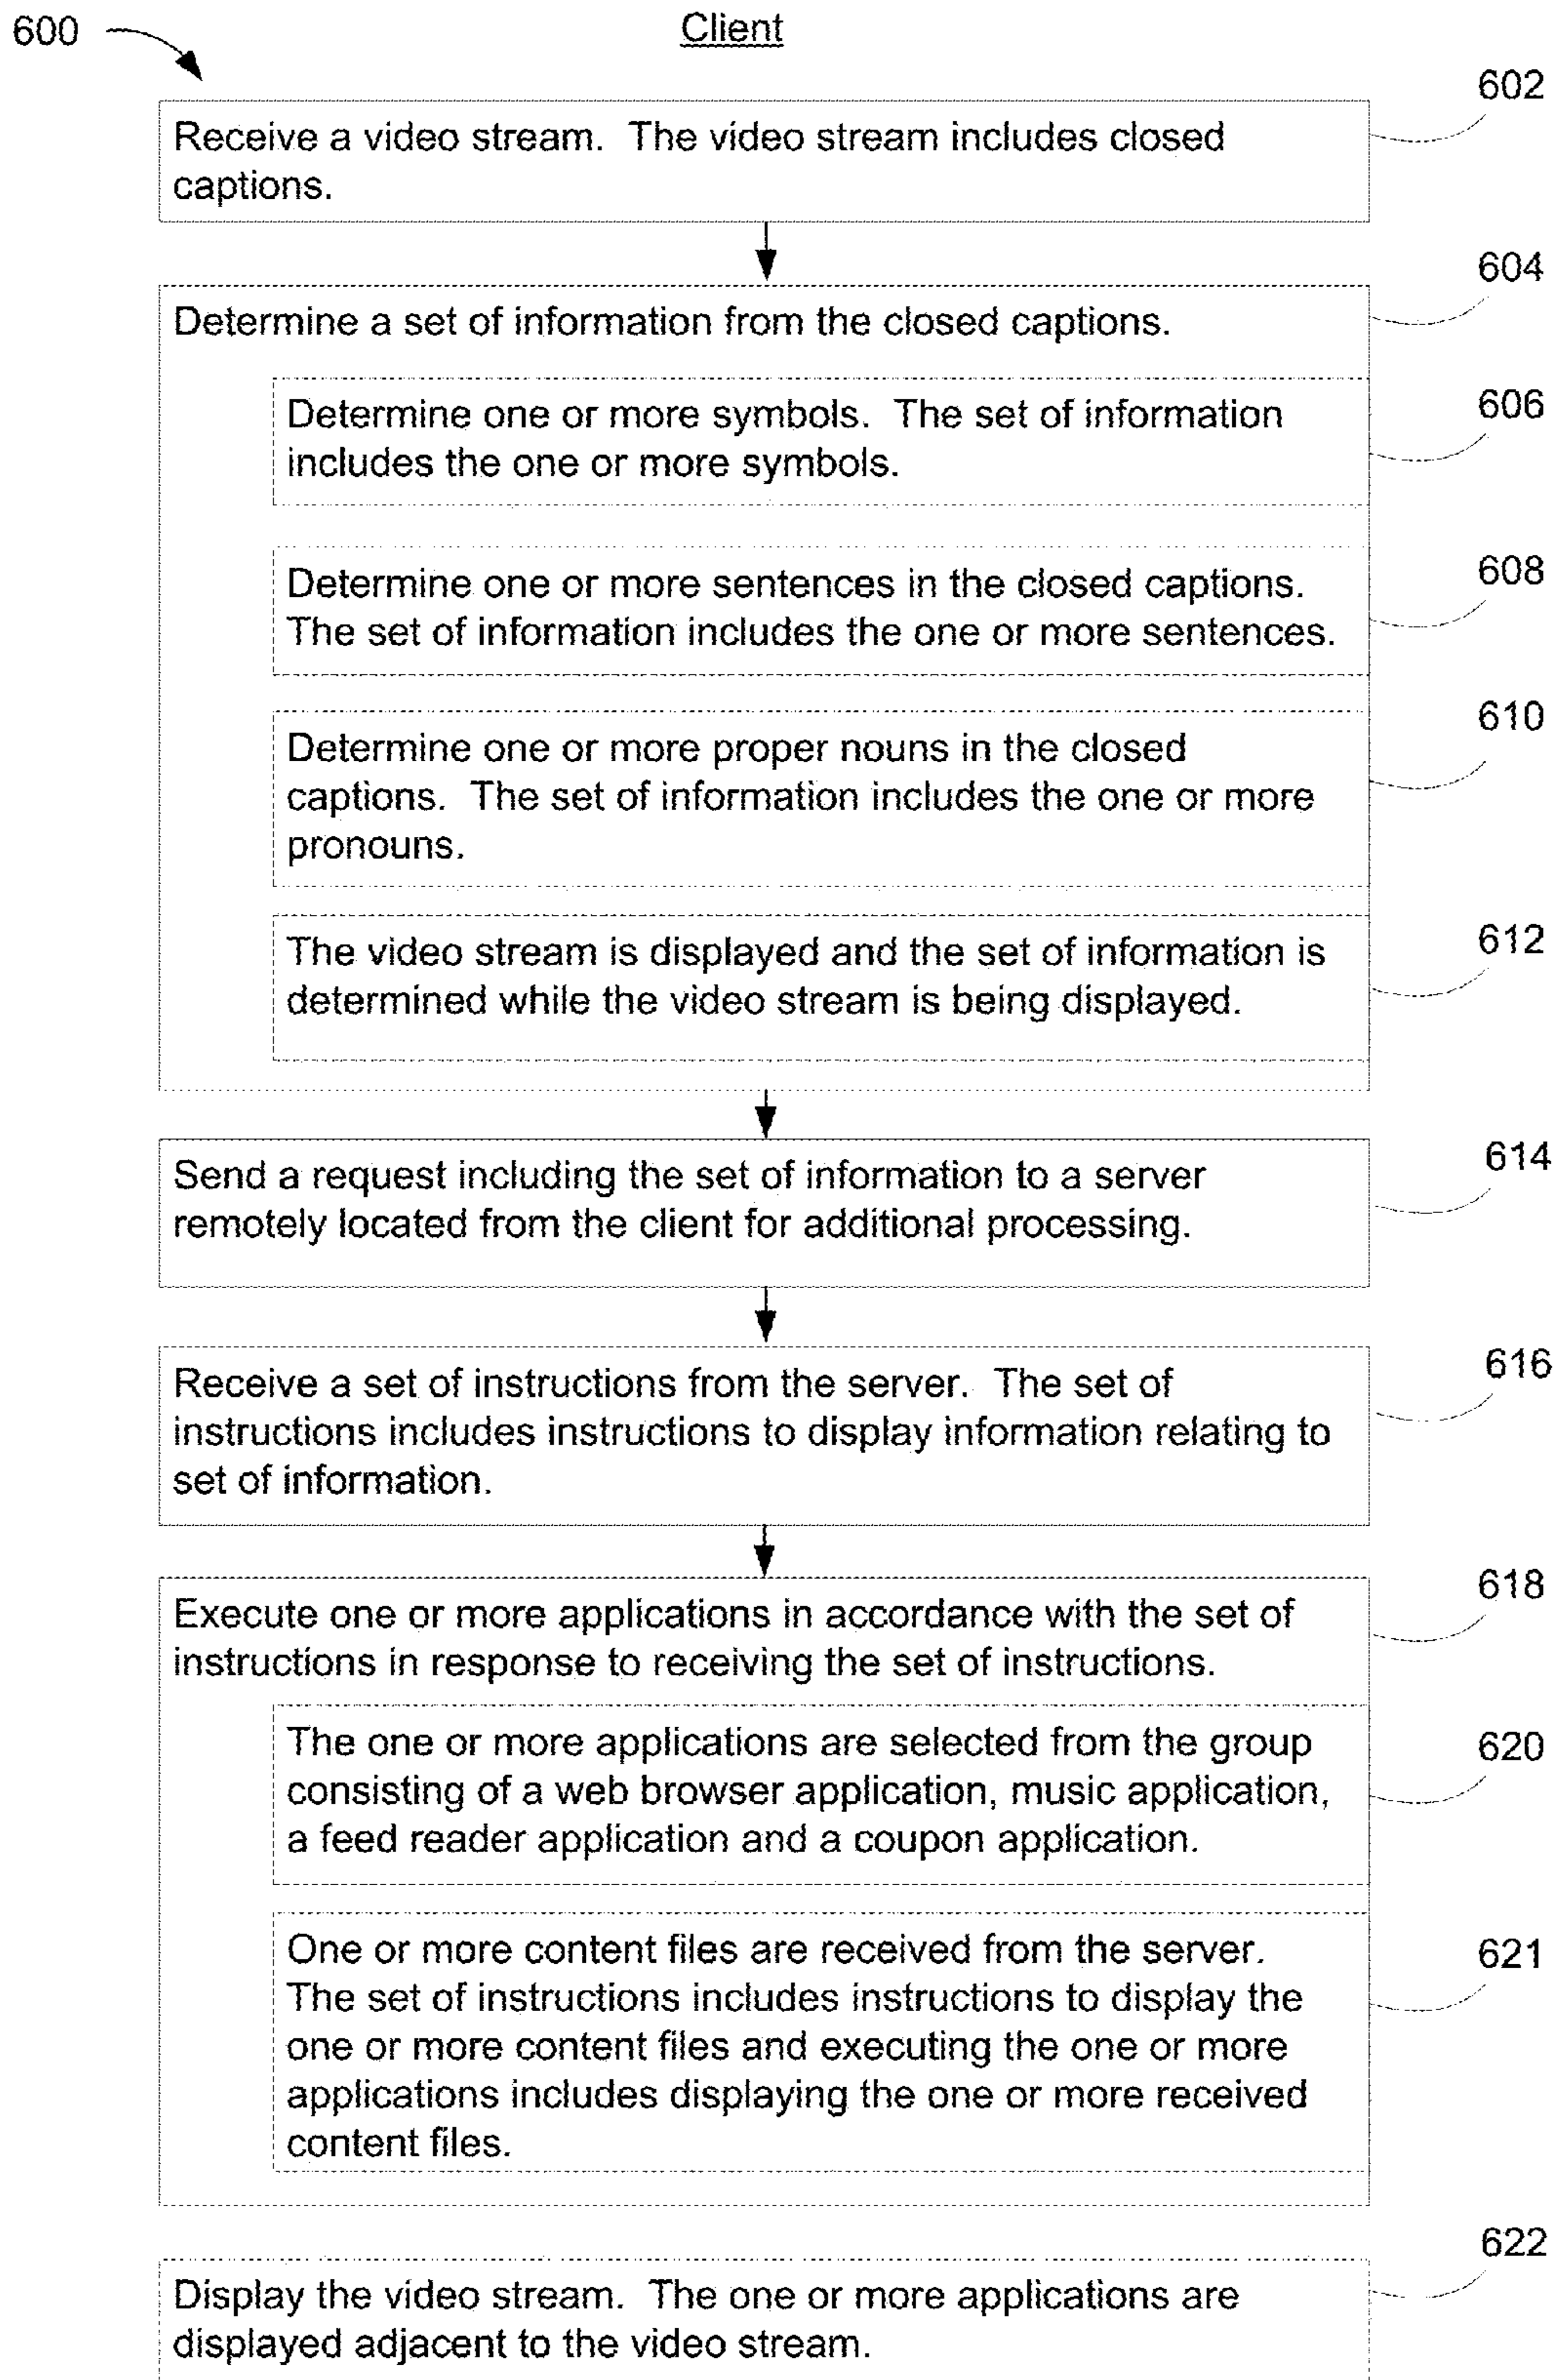 600
Client
602
Receive a video stream. The video stream includes closed
captions.
604
Determine a set of information from the closed captions.
606
Determine one or more symbols. The set of information
includes the one or more symbols.
608
Determine one or more sentences in the closed captions.
The set of information includes the one or more sentences.
610
Determine one or more proper nouns in the closed
captions. The set of information includes the one or more
pronouns.
612
The video stream is displayed and the set of information is
determined while the video stream is being displayed.
614
Send a request including the set of information to a server
remotely located from the client for additional processing.
616
Receive a set of instructions from the server. The set of
instructions includes instructions to display information relating to
set of information.
618
Execute one or more applications in accordance with the set of
instructions in response to receiving the set of instructions.
620
The one or more applications are selected from the group
consisting of a web browser application, music application,
a feed reader application and a coupon application.
621
One or more content files are received from the server.
The set of instructions includes instructions to display the
one or more content files and executing the one or more
applications includes displaying the one or more received
content files.
622
Display the video stream. The one or more applications are
displayed adjacent to the video stream.